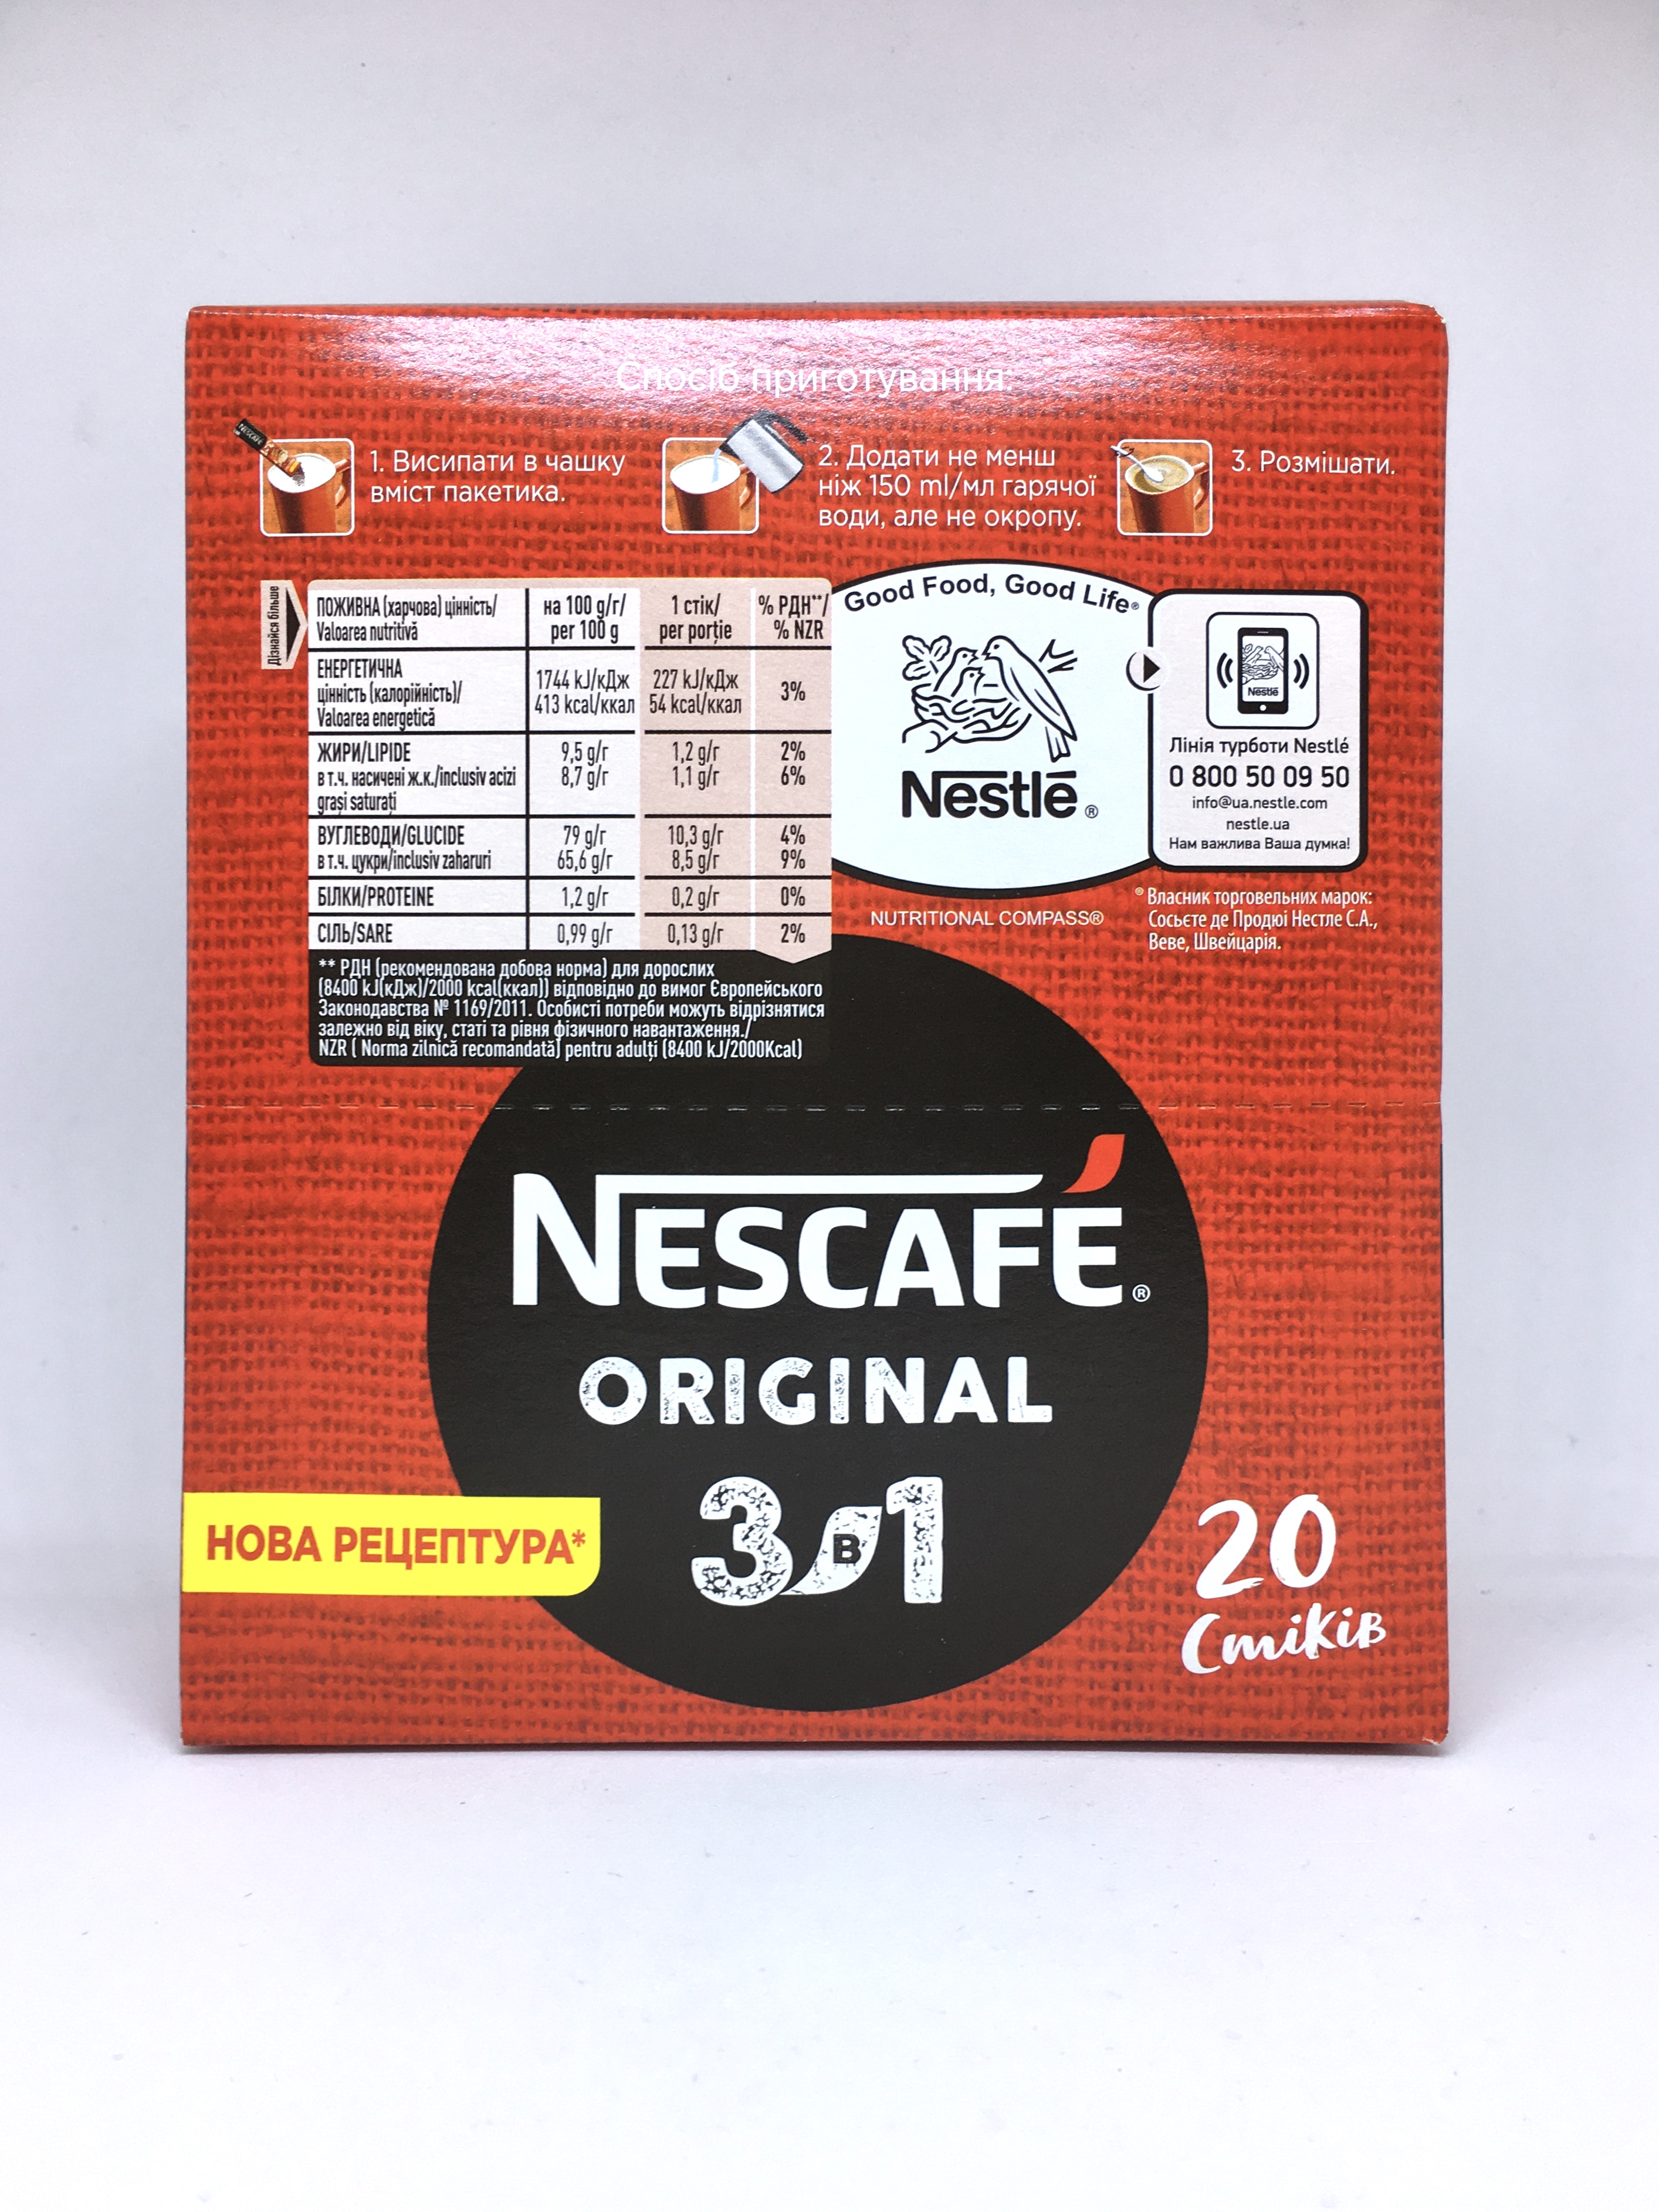 Спосіб приготування:
1. Висипати в чашку
вміст пакетика.
2. Додати не менш
ніж 150 ml/мл гарячої
води, але не окропу.
3. Розмішати.
Дізнайся більше
ПОЖИВНА (харчова) цінність/
Valoarea nutritivă
на 100 g/г/
per 100 g
1 стік/
per porție
% РДН**/
% NZR
ЕНЕРГЕТИЧНА
цінність (калорійність)/
Valoarea energetică
1744 kJ/кДж
413 kcal/ккал
227 kJ/кДж
54 kcal/ккал
3%
ЖИРИ/LIPIDE
в т.ч. насичені ж.к./inclusiv acizi
grași saturați
9,5 g/г
8,7 g/г
1,2 g/г
1,1 g/г
2%
6%
ВУГЛЕВОДИ/GLUCIDE
в т.ч. цукри/inclusiv zaharuri
79 g/г
65,6 g/г
10,3 g/г
8,5 g/г
4%
9%
БІЛКИ/PROTEINE
1,2 g/г
0,2 g/г
0%
СІЛЬ/SARE
0,99 g/г
0,13 g/г
2%
** РДН (рекомендована добова норма) для дорослих
(8400 kJ(кДж)/2000 kcal(ккал)) відповідно до вимог Європейського
Законодавства № 1169/2011. Особисті потреби можуть відрізнятися
залежно від віку, статі та рівня фізичного навантаження./
NZR ( Norma zilnică recomandată) pentru adulți (8400 kJ/2000Kcal)
Good Food, Good Life®
Nestlé®
NUTRITIONAL COMPASS®
Nestlé
Лінія турботи Nestlé
0 800 50 09 50
info@ua.nestle.com
nestle.ua
Нам важлива Ваша думка!
® Власник торговельних марок:
Сосьєте де Продюї Нестле С.А.,
Веве, Швейцарія.
NESCAFÉ®
ORIGINAL
3 в 1
НОВА РЕЦЕПТУРА*
20
Стіків
NESCAFÉ